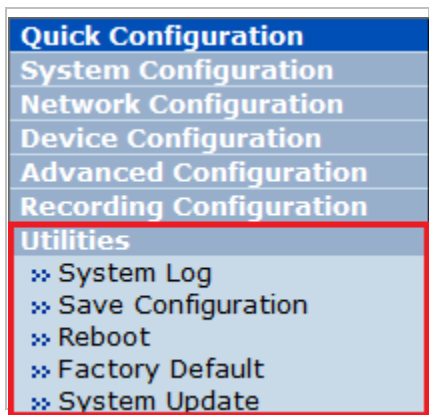 Quick Configuration
System Configuration
Network Configuration
Device Configuration
Advanced Configuration
Recording Configuration
Utilities
» System Log
» Save Configuration
» Reboot
» Factory Default
» System Update